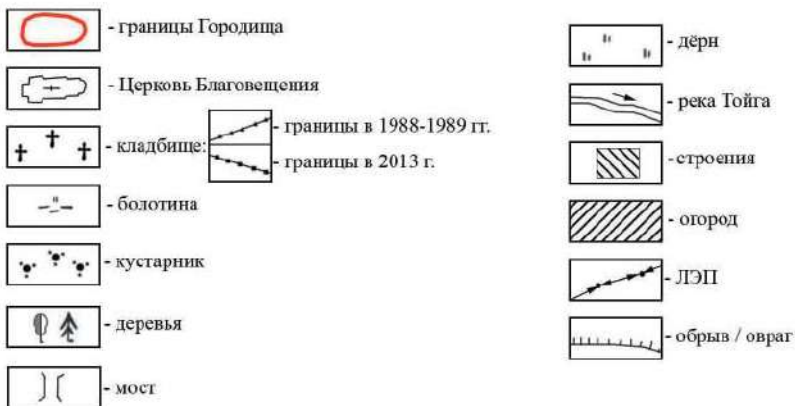 - границы Городища
- Церковь Благовещения
- кладбище:
- границы в 1988-1989 гг.
- границы в 2013 г.
- болотина
- кустарник
- деревья
- мост
- дёрн
- река Тойга
- строения
- огород
- ЛЭП
- обрыв / овраг